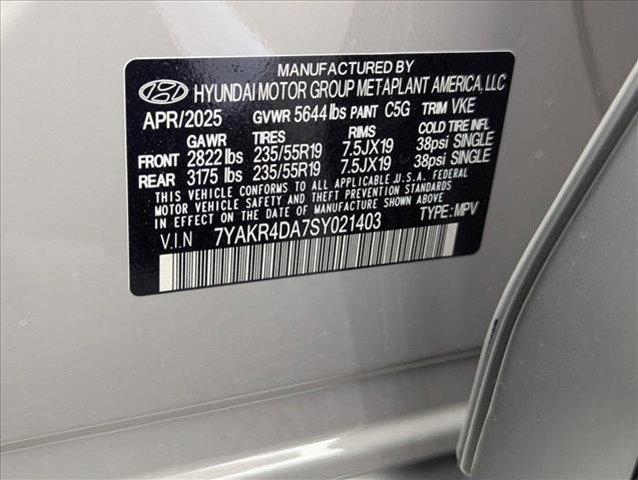 MANUFACTURED BY
HYUNDAI MOTOR GROUP METAPLANT AMERICA, LLC
APR/2025 GVWR 5644 lbs PAINT C5G TRIM VKE
GAWR TIRES RIMS COLD TIRE INFL
FRONT 2822 lbs 235/55R19 7.5JX19 38psi SINGLE
REAR 3175 lbs 235/55R19 7.5JX19 38psi SINGLE
THIS VEHICLE CONFORMS TO ALL APPLICABLE U.S.A. FEDERAL
MOTOR VEHICLE SAFETY AND THEFT PREVENTION STANDARDS
IN EFFECT ON THE DATE OF MANUFACTURE SHOWN ABOVE.
V.I.N 7YAKR4DA7SY021403 TYPE: MPV